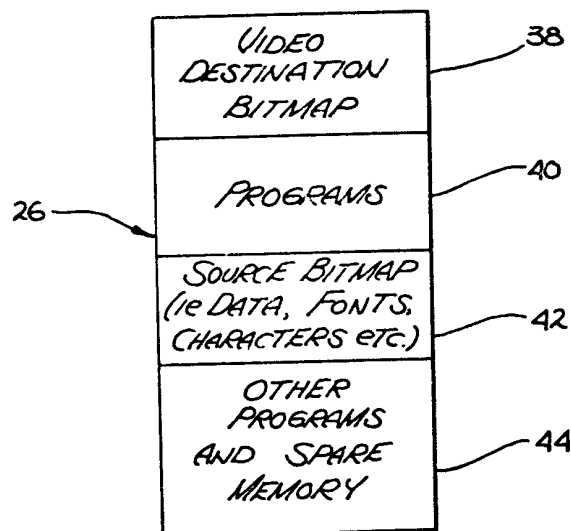 VIDEO
DESTINATION
BITMAP
38
PROGRAMS
40
26
SOURCE BITMAP
(ie DATA, FONTS,
CHARACTERS etc.)
42
OTHER
PROGRAMS
AND SPARE
MEMORY
44